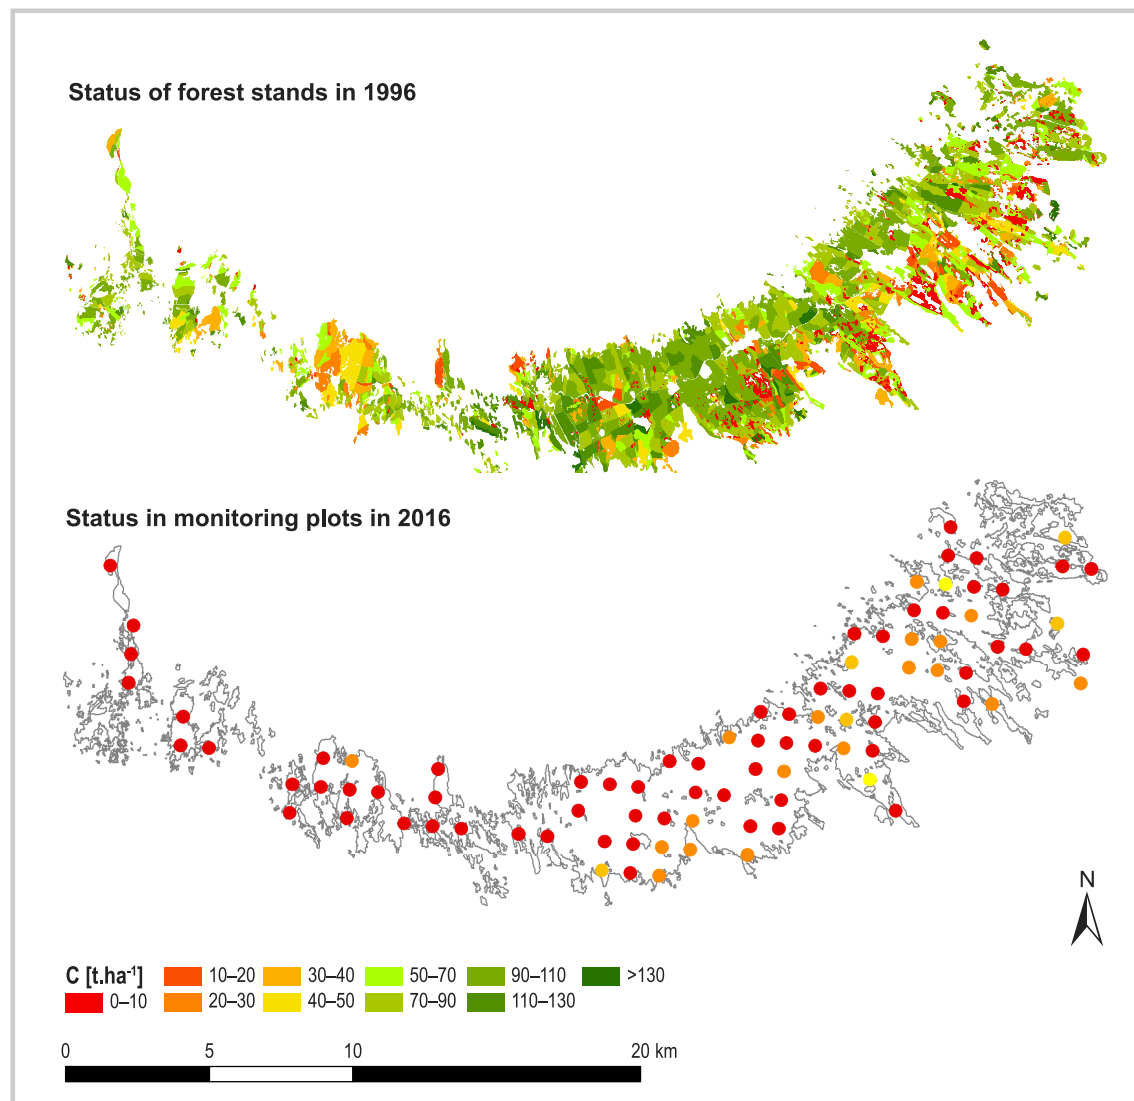 Status of forest stands in 1996
Status in monitoring plots in 2016
N
C [t.ha⁻¹] 10–20 30–40 50–70 90–110 >130
0–10 20–30 40–50 70–90 110–130
0 5 10 20 km